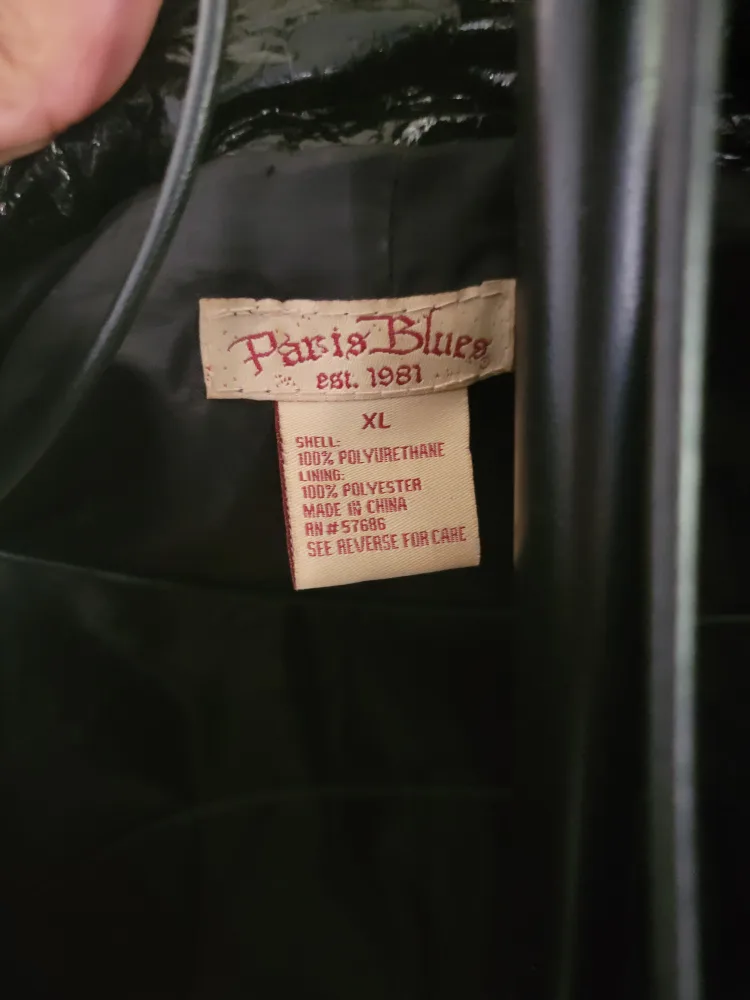 Paris Blues
est. 1981
XL
SHELL:
100% POLYURETHANE
LINING:
100% POLYESTER
MADE IN CHINA
RN # 57686
SEE REVERSE FOR CARE